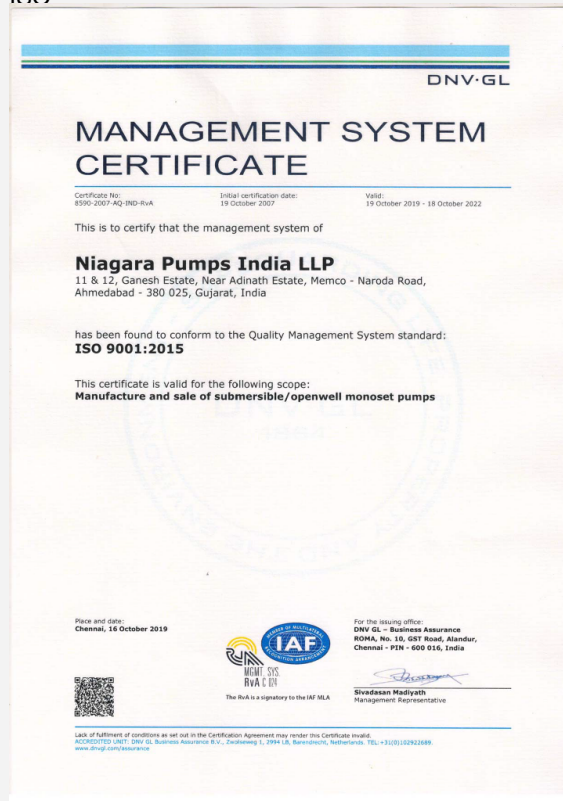 DNV·GL
MANAGEMENT SYSTEM
CERTIFICATE
Certificate No:
8590-2007-AQ-IND-RvA
Initial certification date:
19 October 2007
Valid:
19 October 2019 - 18 October 2022
This is to certify that the management system of
Niagara Pumps India LLP
11 & 12, Ganesh Estate, Near Adinath Estate, Memco - Naroda Road,
Ahmedabad - 380 025, Gujarat, India
has been found to conform to the Quality Management System standard:
ISO 9001:2015
This certificate is valid for the following scope:
Manufacture and sale of submersible/openwell monoset pumps
Place and date:
Chennai, 16 October 2019
MEMBER OF MULTILATERAL
IAF
RECOGNITION ARRANGEMENT
MGMT. SYS.
RvA C 024
The RvA is a signatory to the IAF MLA
For the issuing office:
DNV GL – Business Assurance
ROMA, No. 10, GST Road, Alandur,
Chennai - PIN - 600 016, India
Sivadasan Madiyath
Management Representative
Lack of fulfilment of conditions as set out in the Certification Agreement may render this Certificate invalid.
ACCREDITED UNIT: DNV GL Business Assurance B.V., Zwolseweg 1, 2994 LB, Barendrecht, Netherlands. TEL:+31(0)102922689.
www.dnvgl.com/assurance